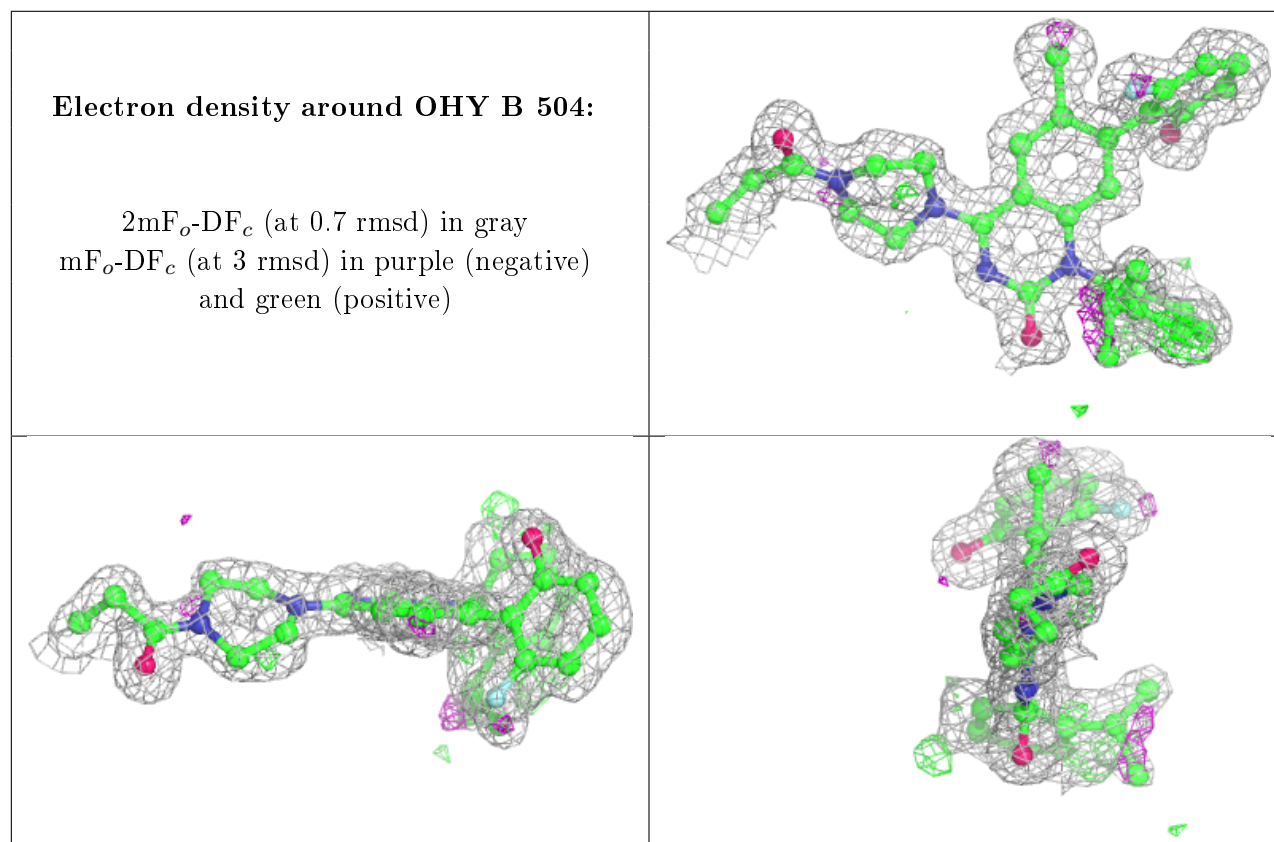 Electron density around OHY B 504:
2mFo-DFc (at 0.7 rmsd) in gray
mFo-DFc (at 3 rmsd) in purple (negative)
and green (positive)